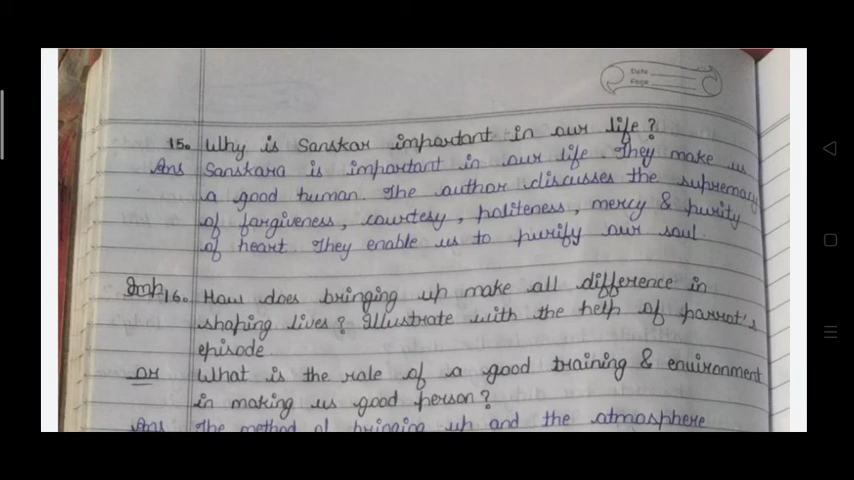 Date
Page
15. Why is Sanskar important in our life?
Ans Sanskara is important in our life. They make us
a good human. The author discusses the supremacy
of forgiveness, courtesy, politeness, mercy & purity
of heart. They enable us to purify our soul
Imp 16. How does bringing up make all difference in
shaping lives? Illustrate with the help of parrot's
episode.
OR What is the role of a good training & environment
in making us good person?
Ans The method of bringing up and the atmosphere